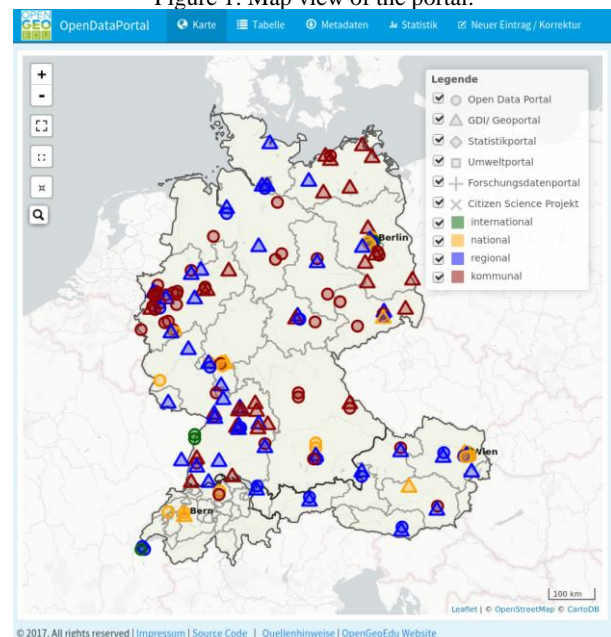 Figure 1: Map view of the portal.
OPEN
GEO
EDU
OpenDataPortal
Karte
Tabelle
Metadaten
Statistik
Neuer Eintrag / Korrektur
+
-
Legende
Open Data Portal
GDI/ Geoportal
Statistikportal
Umweltportal
Forschungsdatenportal
Citizen Science Projekt
international
national
regional
kommunal
Berlin
Wien
Bern
100 km
Leaflet | © OpenStreetMap © CartoDB
© 2017. All rights reserved | Impressum | Source Code | Quellenhinweise | OpenGeoEdu Website